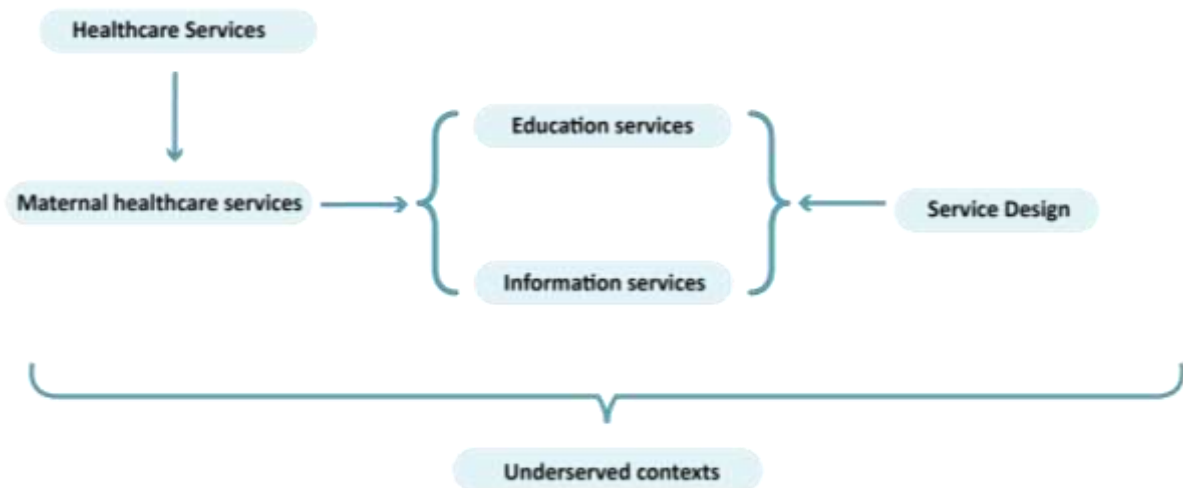 Healthcare Services
Education services
Maternal healthcare services
Service Design
Information services
Underserved contexts